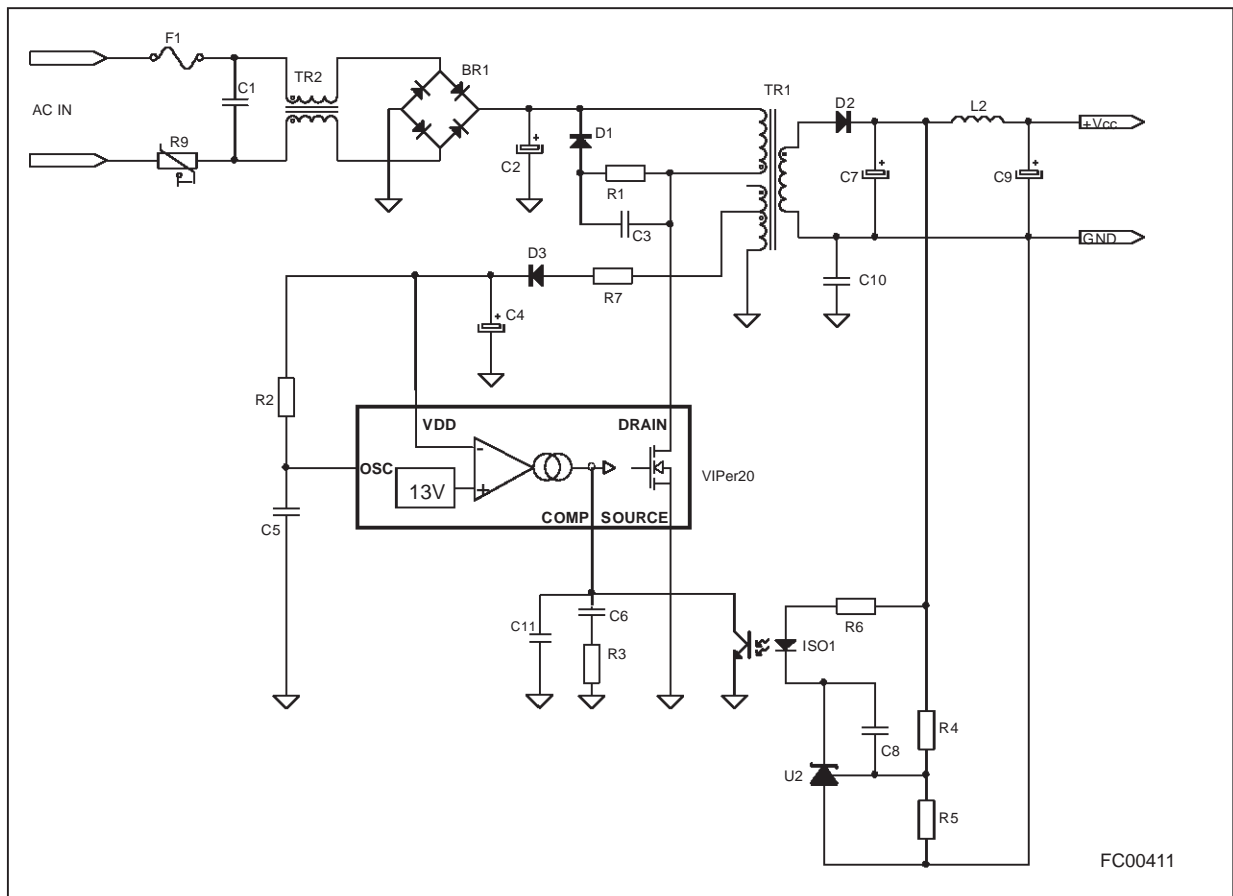 F1
TR2
BR1
C1
AC IN
R9
T
C2
D1
R1
C3
TR1
D2
L2
+Vcc
C7
+
C9
+
+
GND
C10
D3
R7
C4
+
R2
VDD
DRAIN
OSC
-
13V
+
VIPer20
COMP
SOURCE
C5
C11
C6
R3
R6
ISO1
R4
C8
U2
R5
FC00411